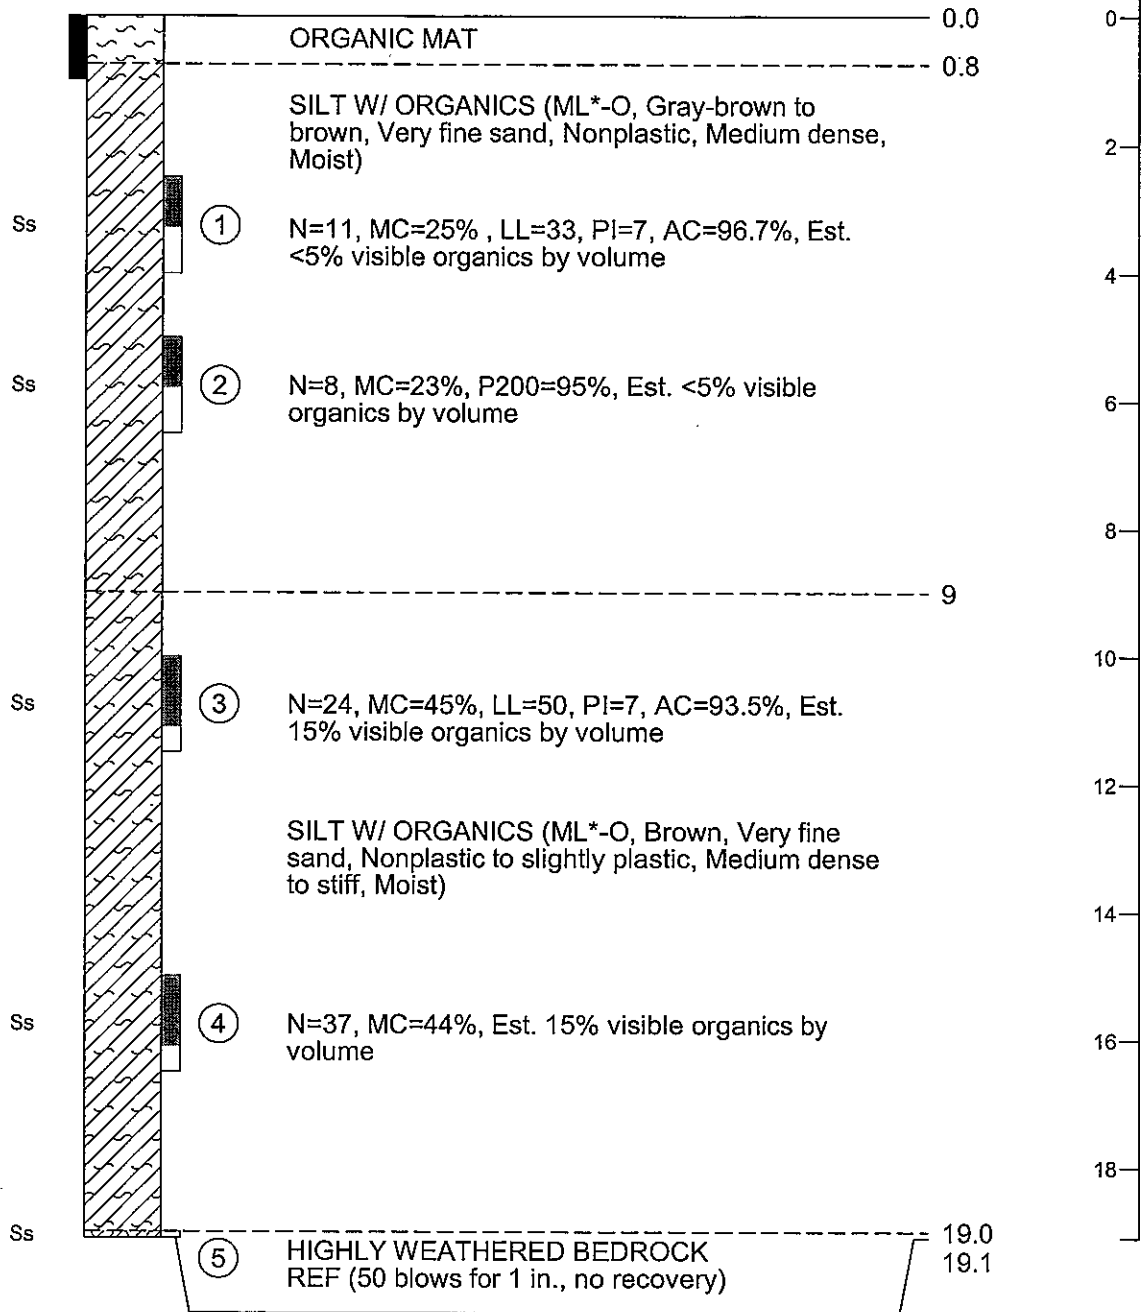 0.0
0
ORGANIC MAT
0.8
SILT W/ ORGANICS (ML*-O, Gray-brown to
brown, Very fine sand, Nonplastic, Medium dense,
Moist)
2
Ss
1
N=11, MC=25% , LL=33, PI=7, AC=96.7%, Est.
<5% visible organics by volume
4
Ss
2
N=8, MC=23%, P200=95%, Est. <5% visible
organics by volume
6
8
9
10
Ss
3
N=24, MC=45%, LL=50, PI=7, AC=93.5%, Est.
15% visible organics by volume
12
SILT W/ ORGANICS (ML*-O, Brown, Very fine
sand, Nonplastic to slightly plastic, Medium dense
to stiff, Moist)
14
Ss
4
N=37, MC=44%, Est. 15% visible organics by
volume
16
18
Ss
19.0
5
HIGHLY WEATHERED BEDROCK
19.1
REF (50 blows for 1 in., no recovery)